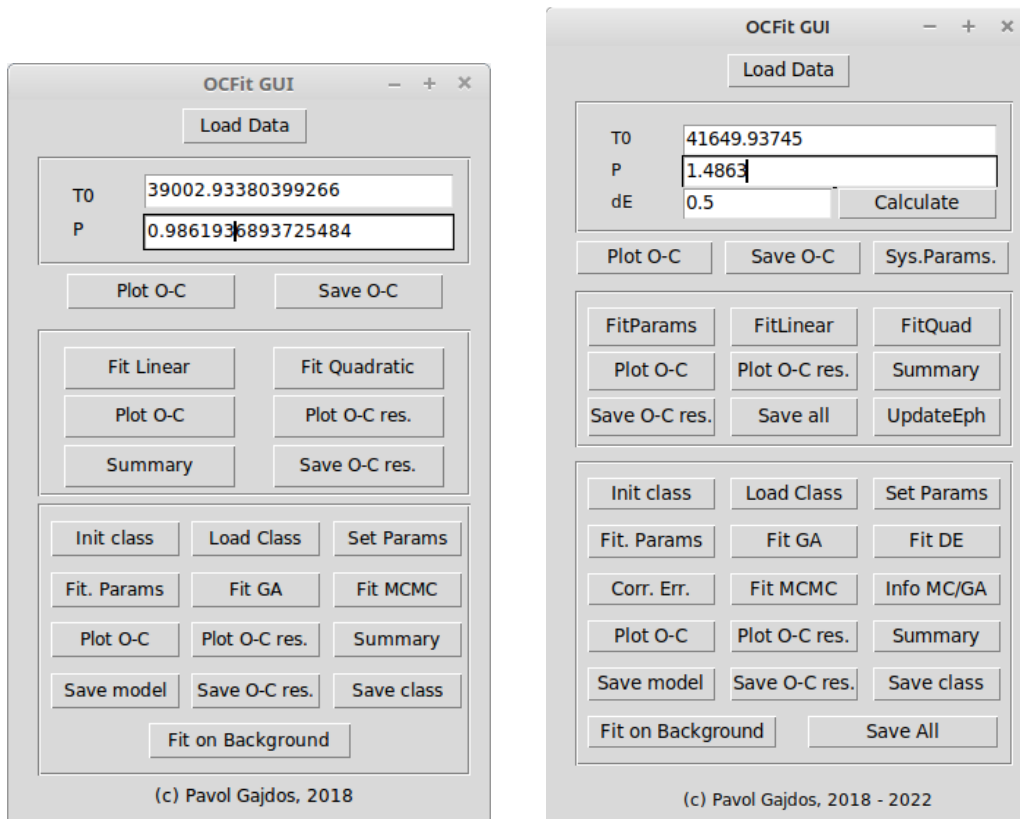 OCFit GUI
Load Data
T0 39002.93380399266
P 0.9861936893725484
Plot O-C Save O-C
Fit Linear Fit Quadratic
Plot O-C Plot O-C res.
Summary Save O-C res.
Init class Load Class Set Params
Fit. Params Fit GA Fit MCMC
Plot O-C Plot O-C res. Summary
Save model Save O-C res. Save class
Fit on Background
(c) Pavol Gajdos, 2018
OCFit GUI
Load Data
T0 41649.93745
P 1.4863
dE 0.5 Calculate
Plot O-C Save O-C Sys.Params.
FitParams FitLinear FitQuad
Plot O-C Plot O-C res. Summary
Save O-C res. Save all UpdateEph
Init class Load Class Set Params
Fit. Params Fit GA Fit DE
Corr. Err. Fit MCMC Info MC/GA
Plot O-C Plot O-C res. Summary
Save model Save O-C res. Save class
Fit on Background Save All
(c) Pavol Gajdos, 2018 - 2022